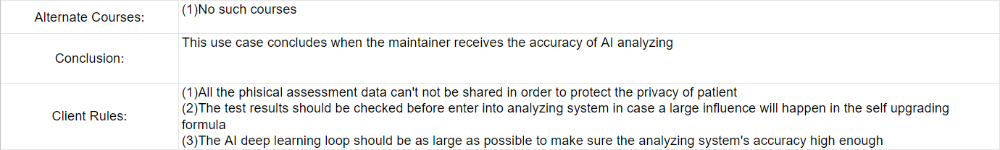 Alternate Courses:
(1)No such courses
Conclusion:
This use case concludes when the maintainer receives the accuracy of AI analyzing
Client Rules:
(1)All the phisical assessment data can't not be shared in order to protect the privacy of patient
(2)The test results should be checked before enter into analyzing system in case a large influence will happen in the self upgrading
formula
(3)The AI deep learning loop should be as large as possible to make sure the analyzing system's accuracy high enough